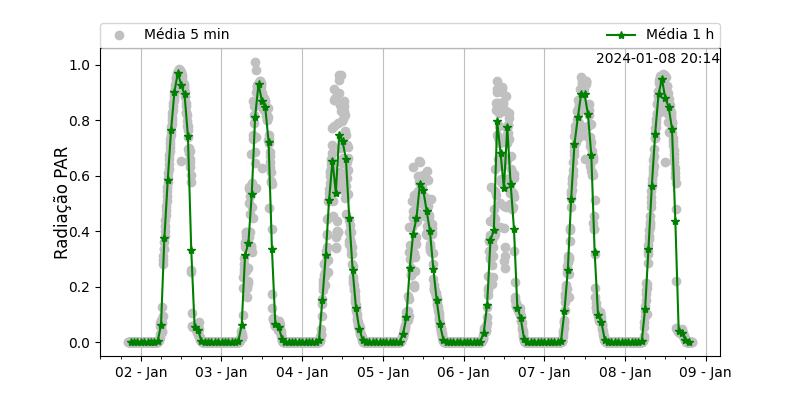 Média 5 min
Média 1 h
2024-01-08 20:14
Radiação PAR
1.0
0.8
0.6
0.4
0.2
0.0
02 - Jan
03 - Jan
04 - Jan
05 - Jan
06 - Jan
07 - Jan
08 - Jan
09 - Jan